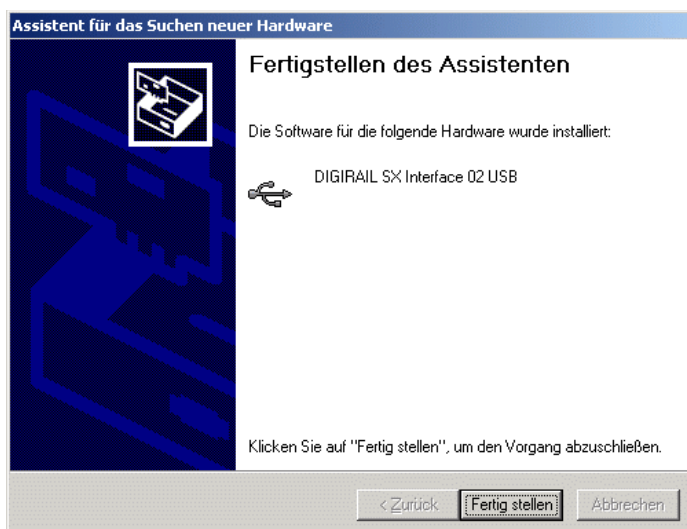 Assistent für das Suchen neuer Hardware
Fertigstellen des Assistenten
Die Software für die folgende Hardware wurde installiert:
DIGIRAIL SX Interface 02 USB
Klicken Sie auf "Fertig stellen", um den Vorgang abzuschließen.
< Zurück Fertig stellen Abbrechen